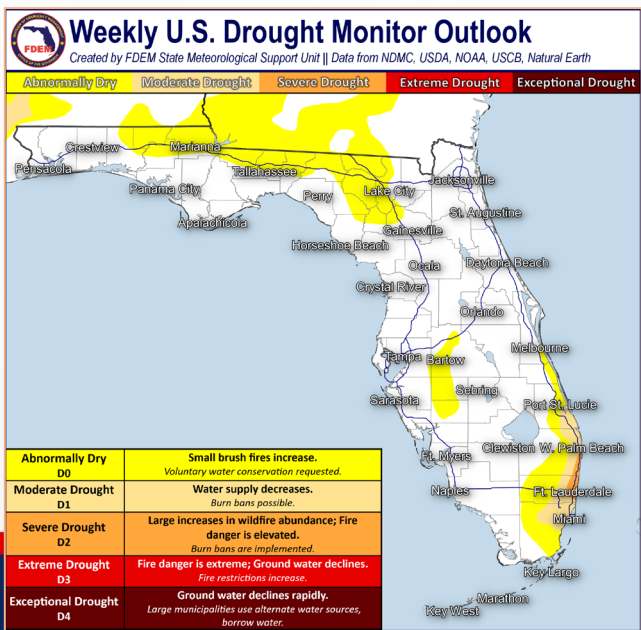 FDEM
Weekly U.S. Drought Monitor Outlook
Created by FDEM State Meteorological Support Unit || Data from NDMC, USDA, NOAA, USCB, Natural Earth
Abnormally Dry Moderate Drought Severe Drought Extreme Drought Exceptional Drought
Crestview
Marianna
Pensacola
Tallahassee
Jacksonville
Panama City
Perry
Lake City
Apalachicola
St. Augustine
Gainesville
Horseshoe Beach
Ocala
Daytona Beach
Crystal River
Orlando
Melbourne
Tampa
Bartow
Sebring
Sarasota
Port St. Lucie
Clewiston
W. Palm Beach
Ft. Myers
Naples
Ft. Lauderdale
Miami
Key Largo
Marathon
Key West
Abnormally Dry
D0
Small brush fires increase.
Voluntary water conservation requested.
Moderate Drought
D1
Water supply decreases.
Burn bans possible.
Severe Drought
D2
Large increases in wildfire abundance; Fire
danger is elevated.
Burn bans are implemented.
Extreme Drought
D3
Fire danger is extreme; Ground water declines.
Fire restrictions increase.
Exceptional Drought
D4
Ground water declines rapidly.
Large municipalities use alternate water sources,
borrow water.